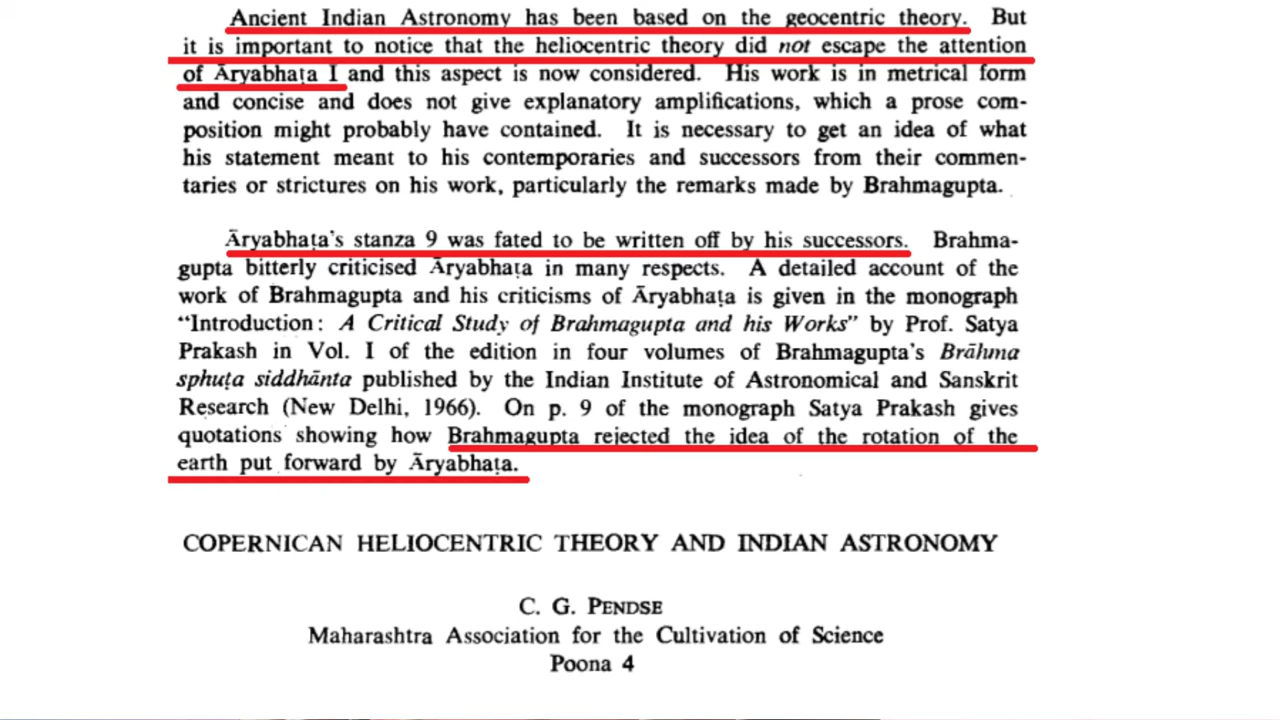 Ancient Indian Astronomy has been based on the geocentric theory. But
it is important to notice that the heliocentric theory did not escape the attention
of Āryabhaṭa I and this aspect is now considered. His work is in metrical form
and concise and does not give explanatory amplifications, which a prose com-
position might probably have contained. It is necessary to get an idea of what
his statement meant to his contemporaries and successors from their commen-
taries or strictures on his work, particularly the remarks made by Brahmagupta.
Āryabhaṭa's stanza 9 was fated to be written off by his successors. Brahma-
gupta bitterly criticised Āryabhaṭa in many respects. A detailed account of the
work of Brahmagupta and his criticisms of Āryabhaṭa is given in the monograph
“Introduction: A Critical Study of Brahmagupta and his Works” by Prof. Satya
Prakash in Vol. I of the edition in four volumes of Brahmagupta's Brāhma
sphuṭa siddhānta published by the Indian Institute of Astronomical and Sanskrit
Research (New Delhi, 1966). On p. 9 of the monograph Satya Prakash gives
quotations showing how Brahmagupta rejected the idea of the rotation of the
earth put forward by Āryabhaṭa.
COPERNICAN HELIOCENTRIC THEORY AND INDIAN ASTRONOMY
C. G. PENDSE
Maharashtra Association for the Cultivation of Science
Poona 4